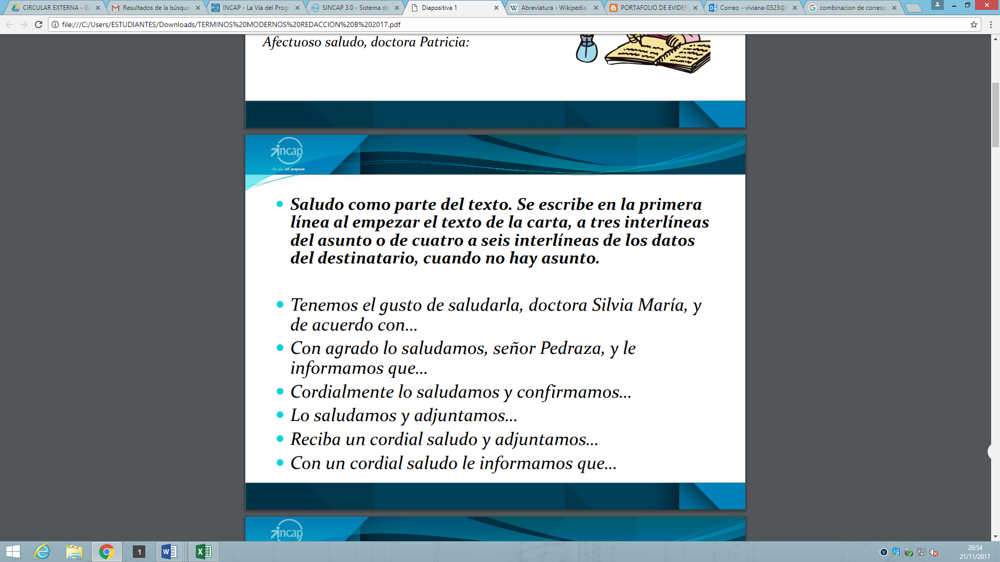 CIRCULAR EXTERNA - Go
Resultados de la búsque
INCAP - La Vía del Progr
SINCAP 3.0 - Sistema de
Diapositiva 1
Abreviatura - Wikipedia,
PORTAFOLIO DE EVIDEN
Correo - viviana-0323@h
combinacion de corresp
file:///C:/Users/ESTUDIANTES/Downloads/TERMINOS%20MODERNOS%20REDACCION%20B%202017.pdf
Afectuoso saludo, doctora Patricia:
incap
La vía del progreso
Saludo como parte del texto. Se escribe en la primera
línea al empezar el texto de la carta, a tres interlíneas
del asunto o de cuatro a seis interlíneas de los datos
del destinatario, cuando no hay asunto.
Tenemos el gusto de saludarla, doctora Silvia María, y
de acuerdo con...
Con agrado lo saludamos, señor Pedraza, y le
informamos que...
Cordialmente lo saludamos y confirmamos...
Lo saludamos y adjuntamos...
Reciba un cordial saludo y adjuntamos...
Con un cordial saludo le informamos que...
incap
1
20:54
21/11/2017